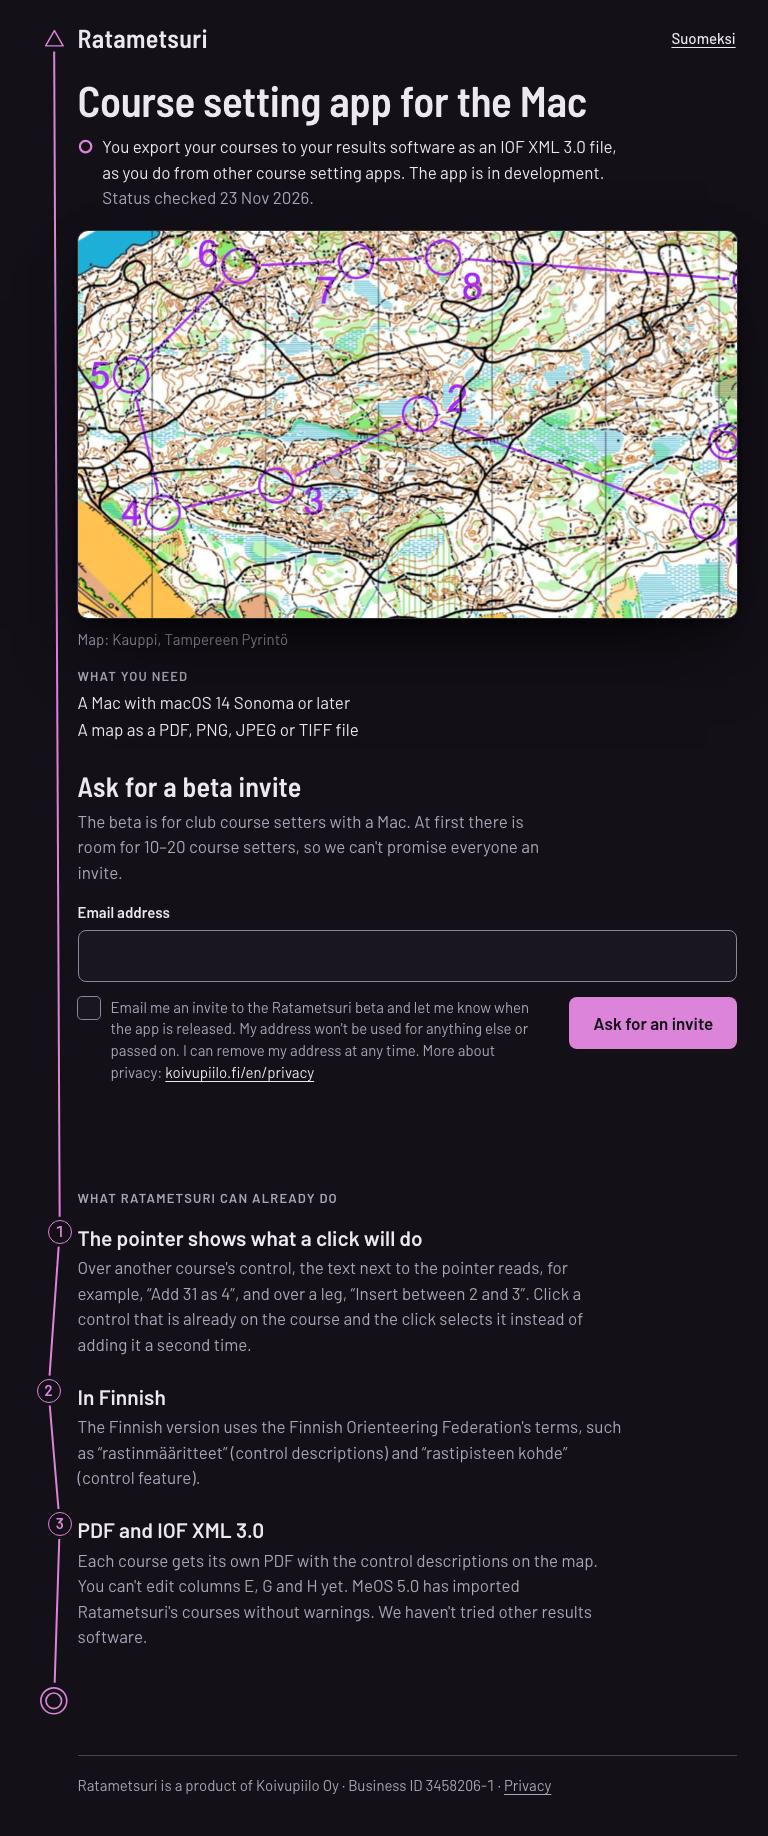 Ratametsuri
Suomeksi
Course setting app for the Mac
You export your courses to your results software as an IOF XML 3.0 file,
as you do from other course setting apps. The app is in development.
Status checked 23 Nov 2026.
6
7
8
5
2
4
3
1
Map: Kauppi, Tampereen Pyrintö
WHAT YOU NEED
A Mac with macOS 14 Sonoma or later
A map as a PDF, PNG, JPEG or TIFF file
Ask for a beta invite
The beta is for club course setters with a Mac. At first there is
room for 10–20 course setters, so we can't promise everyone an
invite.
Email address
Email me an invite to the Ratametsuri beta and let me know when
the app is released. My address won't be used for anything else or
passed on. I can remove my address at any time. More about
privacy: koivupiilo.fi/en/privacy
Ask for an invite
WHAT RATAMETSURI CAN ALREADY DO
1
The pointer shows what a click will do
Over another course's control, the text next to the pointer reads, for
example, “Add 31 as 4”, and over a leg, “Insert between 2 and 3”. Click a
control that is already on the course and the click selects it instead of
adding it a second time.
2
In Finnish
The Finnish version uses the Finnish Orienteering Federation's terms, such
as “rastinmääritteet” (control descriptions) and “rastipisteen kohde”
(control feature).
3
PDF and IOF XML 3.0
Each course gets its own PDF with the control descriptions on the map.
You can't edit columns E, G and H yet. MeOS 5.0 has imported
Ratametsuri's courses without warnings. We haven't tried other results
software.
Ratametsuri is a product of Koivupiilo Oy · Business ID 3458206-1 · Privacy